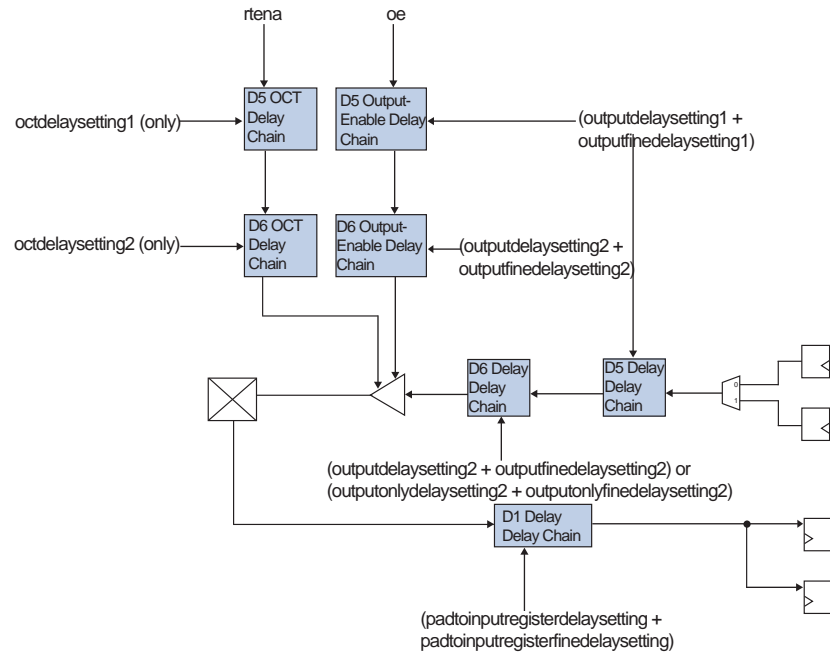 rtena
oe
D5 OCT
Delay
Chain
D5 Output-
Enable Delay
Chain
octdelaysetting1 (only)
(outputdelaysetting1 +
outputfinedelaysetting1)
D6 OCT
Delay
Chain
D6 Output-
Enable Delay
Chain
octdelaysetting2 (only)
(outputdelaysetting2 +
outputfinedelaysetting2)
D6 Delay
Delay
Chain
D5 Delay
Delay
Chain
0
1
(outputdelaysetting2 + outputfinedelaysetting2) or
(outputonlydelaysetting2 + outputonlyfinedelaysetting2)
D1 Delay
Delay Chain
(padtoinputregisterdelaysetting +
padtoinputregisterfinedelaysetting)